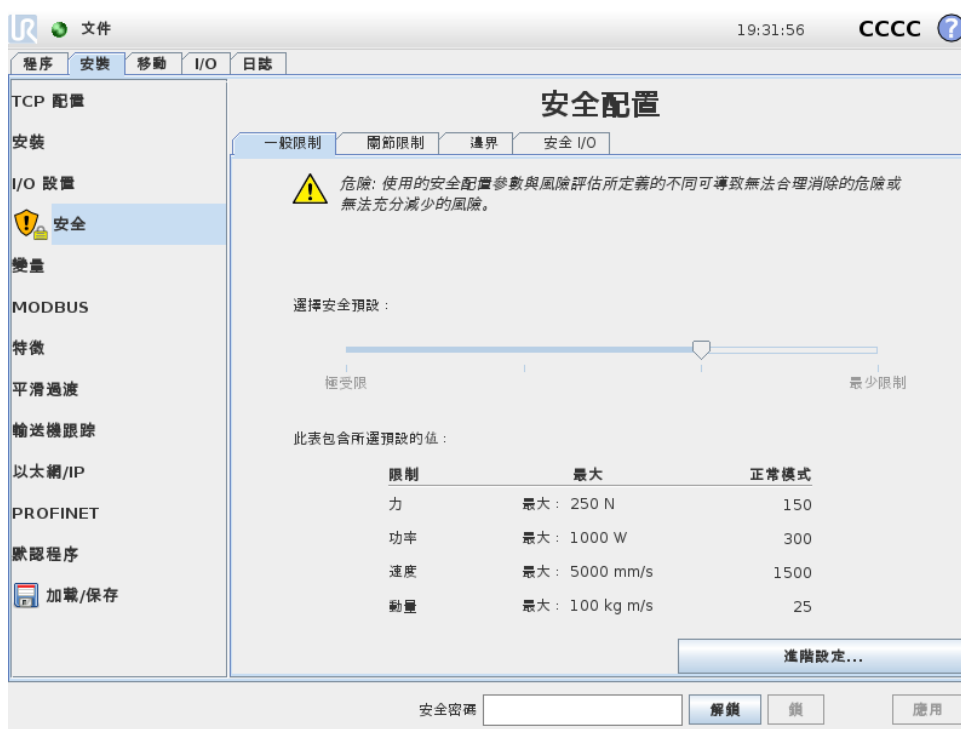 UR 文件 19:31:56 CCCC ?
程序 安裝 移動 I/O 日誌
TCP 配置
安裝
I/O 設置
安全
變量
MODBUS
特徵
平滑過渡
輸送機跟踪
以太網/IP
PROFINET
默認程序
加載/保存
安全配置
一般限制 關節限制 邊界 安全 I/O
危險: 使用的安全配置參數與風險評估所定義的不同可導致無法合理消除的危險或
無法充分減少的風險。
選擇安全預設：
極受限 最少限制
此表包含所選預設的值：
限制 最大 正常模式
力 最大： 250 N 150
功率 最大： 1000 W 300
速度 最大： 5000 mm/s 1500
動量 最大： 100 kg m/s 25
進階設定...
安全密碼 解鎖 鎖 應用